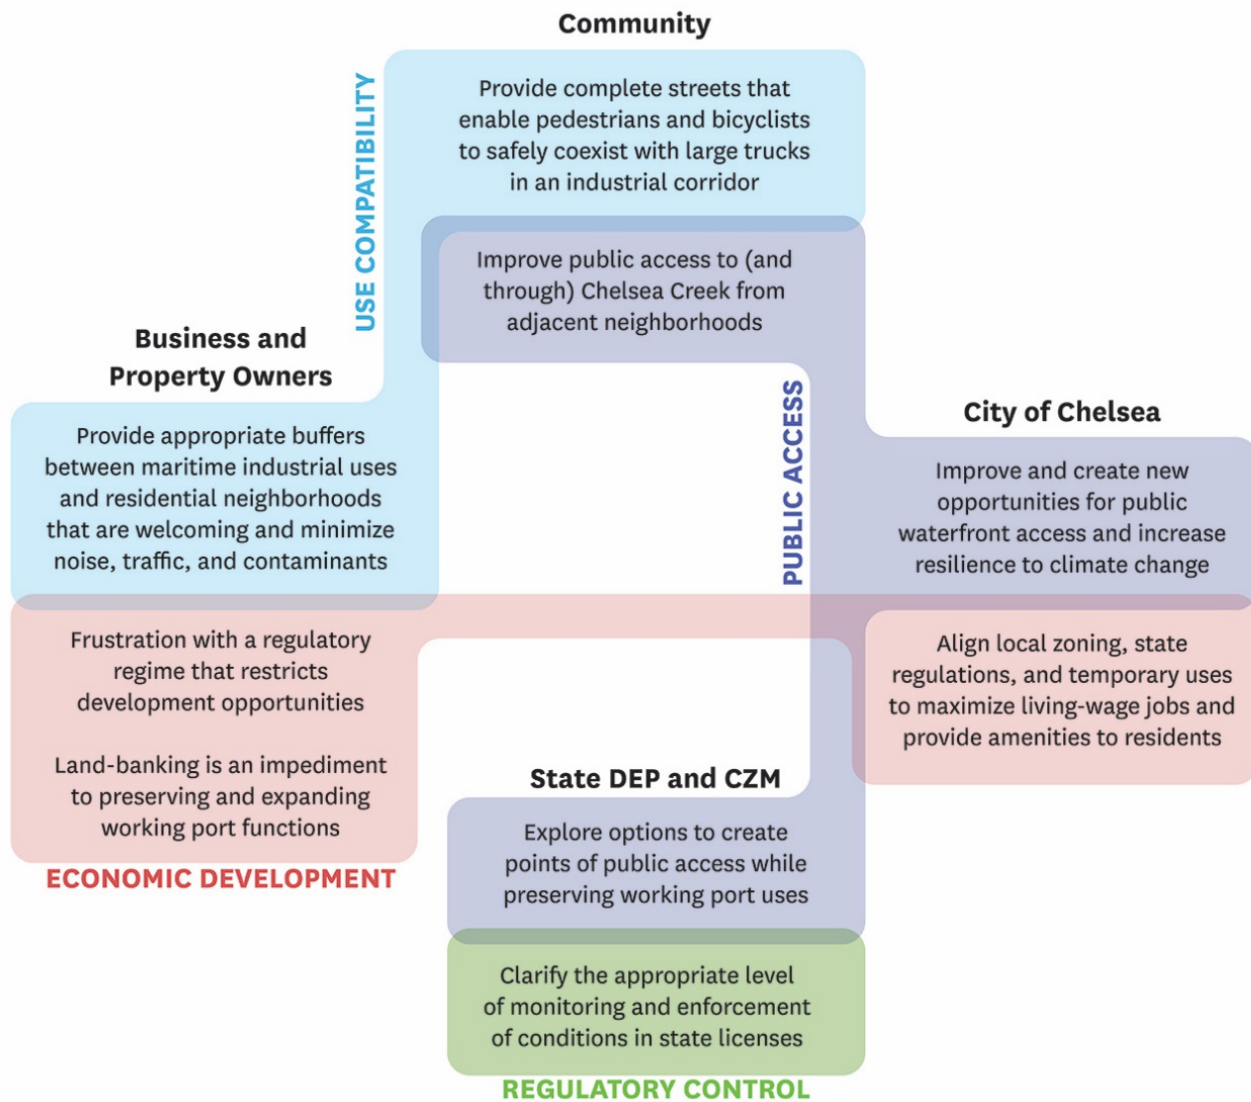 Community
Provide complete streets that
enable pedestrians and bicyclists
to safely coexist with large trucks
in an industrial corridor
USE COMPATIBILITY
Improve public access to (and
through) Chelsea Creek from
adjacent neighborhoods
Business and
Property Owners
Provide appropriate buffers
between maritime industrial uses
and residential neighborhoods
that are welcoming and minimize
noise, traffic, and contaminants
PUBLIC ACCESS
City of Chelsea
Improve and create new
opportunities for public
waterfront access and increase
resilience to climate change
Frustration with a regulatory
regime that restricts
development opportunities
Land-banking is an impediment
to preserving and expanding
working port functions
ECONOMIC DEVELOPMENT
Align local zoning, state
regulations, and temporary uses
to maximize living-wage jobs and
provide amenities to residents
State DEP and CZM
Explore options to create
points of public access while
preserving working port uses
Clarify the appropriate level
of monitoring and enforcement
of conditions in state licenses
REGULATORY CONTROL